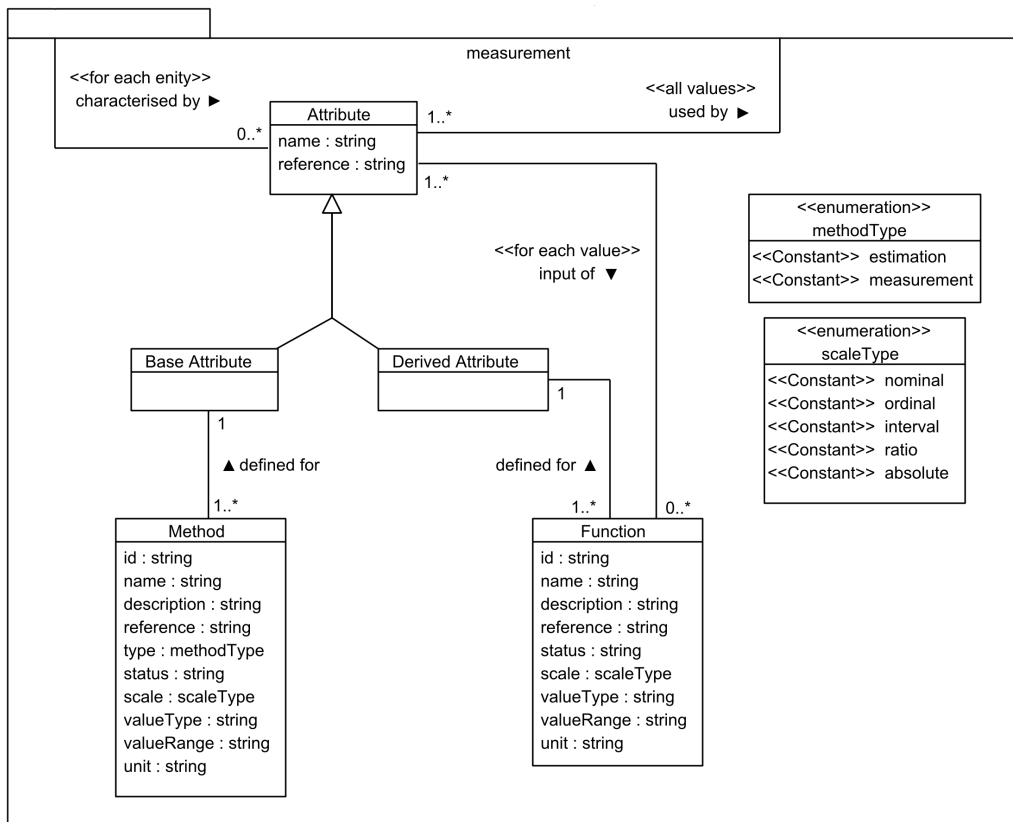 measurement
<<for each enity>>
characterised by ►
<<all values>>
used by ►
Attribute
name : string
reference : string
0..*
1..*
1..*
<<for each value>>
input of ▼
<<enumeration>>
methodType
<<Constant>> estimation
<<Constant>> measurement
<<enumeration>>
scaleType
<<Constant>> nominal
<<Constant>> ordinal
<<Constant>> interval
<<Constant>> ratio
<<Constant>> absolute
Base Attribute
Derived Attribute
1
1
▲ defined for
defined for ▲
1..*
1..*
0..*
Method
id : string
name : string
description : string
reference : string
type : methodType
status : string
scale : scaleType
valueType : string
valueRange : string
unit : string
Function
id : string
name : string
description : string
reference : string
status : string
scale : scaleType
valueType : string
valueRange : string
unit : string